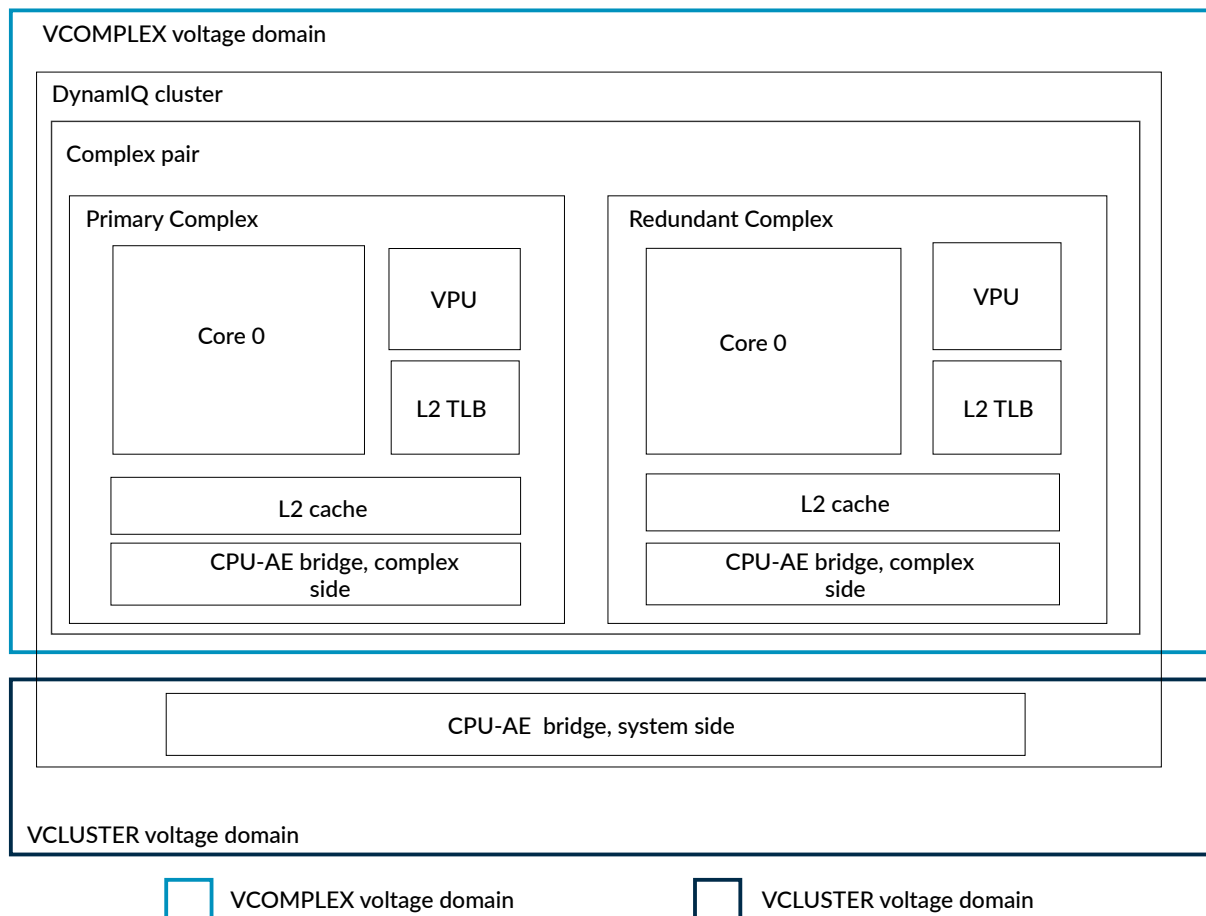 VCOMPLEX voltage domain
DynamIQ cluster
Complex pair
Primary Complex
Core 0
VPU
L2 TLB
L2 cache
CPU-AE bridge, complex
side
Redundant Complex
Core 0
VPU
L2 TLB
L2 cache
CPU-AE bridge, complex
side
CPU-AE bridge, system side
VCLUSTER voltage domain
VCOMPLEX voltage domain
VCLUSTER voltage domain